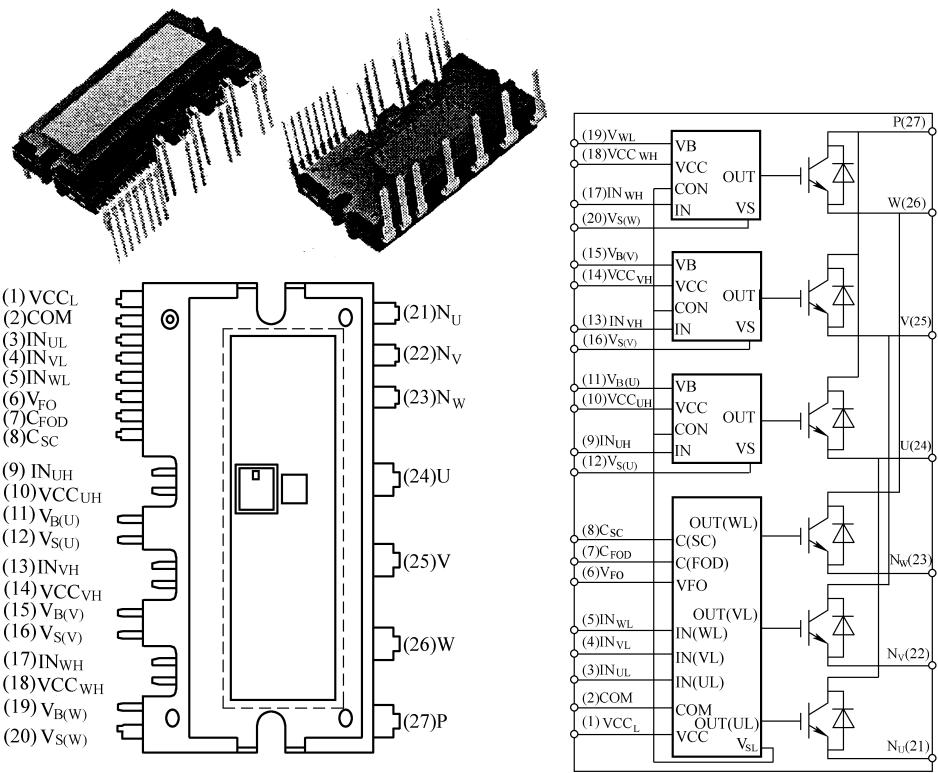 (1) VCCL
(2)COM
(3)INUL
(4)INVL
(5)INWL
(6)VFO
(7)CFOD
(8)CSC
(9) INUH
(10)VCCUH
(11) VB(U)
(12) VS(U)
(13) INVH
(14) VCCVH
(15) VB(V)
(16) VS(V)
(17)INWH
(18)VCCWH
(19) VB(W)
(20) VS(W)
(21)NU
(22)NV
(23)NW
(24)U
(25)V
(26)W
(27)P
(19)VWL
(18)VCC WH
(17)INWH
(20)VS(W)
VB
VCC
CON
IN
OUT
VS
P(27)
W(26)
(15)VB(V)
(14)VCCVH
(13) INVH
(16)VS(V)
VB
VCC
CON
IN
OUT
VS
V(25)
(11)VB(U)
(10)VCCUH
(9)INUH
(12)VS(U)
VB
VCC
CON
IN
OUT
VS
U(24)
(8)CSC
(7)CFOD
(6)VFO
(5)INWL
(4)INVL
(3)INUL
(2)COM
(1) VCCL
OUT(WL)
C(SC)
C(FOD)
VFO
OUT(VL)
IN(WL)
IN(VL)
IN(UL)
COM
OUT(UL)
VCC
VSL
NW(23)
NV(22)
NU(21)